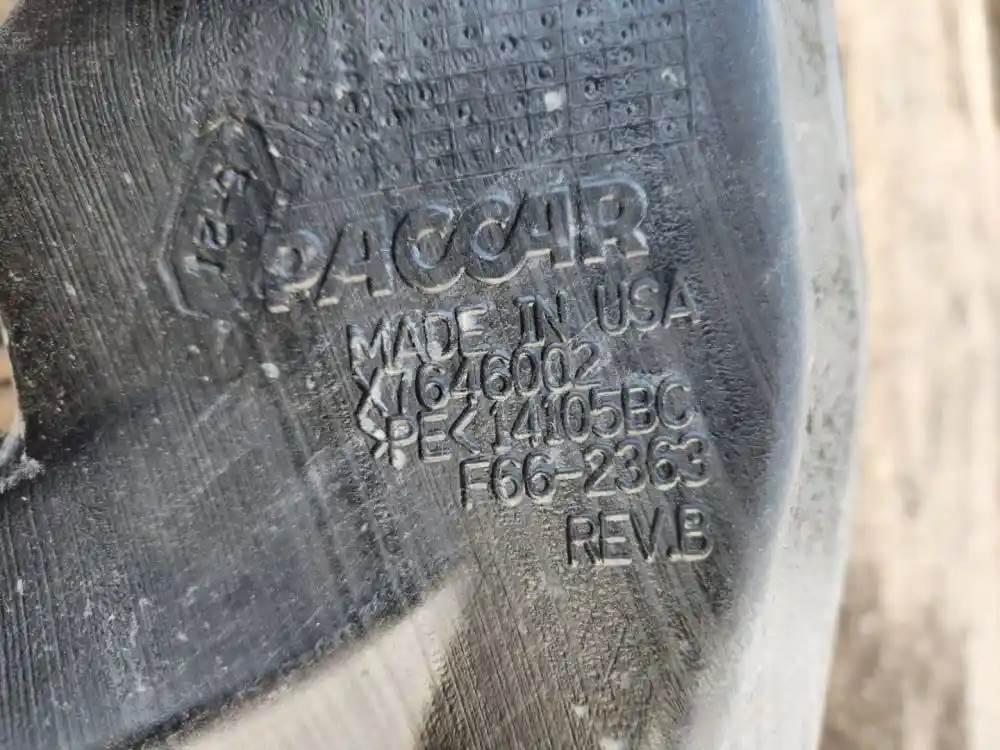 PACCAR
MADE IN USA
X7646002
*PE< 14105BC
F66-2363
REV.B